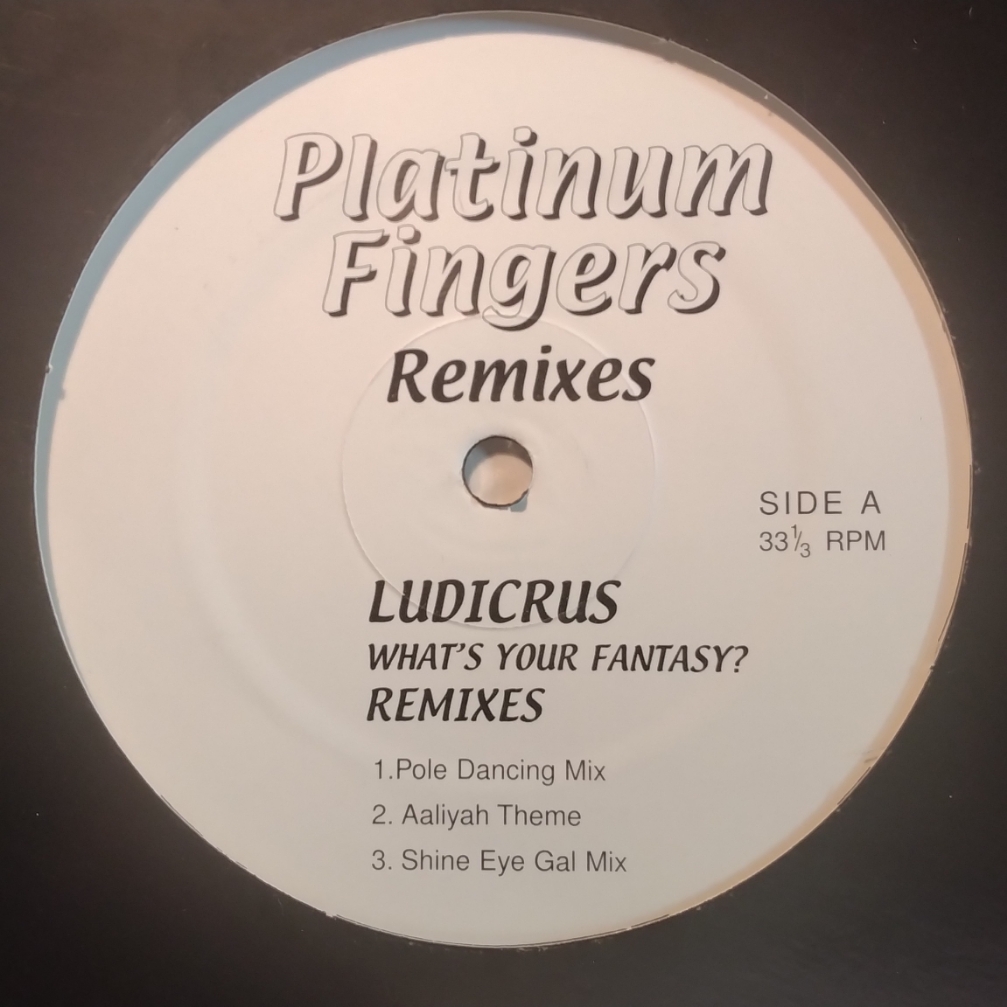 Platinum
Fingers
Remixes
SIDE A
33⅓ RPM
LUDICRUS
WHAT'S YOUR FANTASY?
REMIXES
1.Pole Dancing Mix
2. Aaliyah Theme
3. Shine Eye Gal Mix